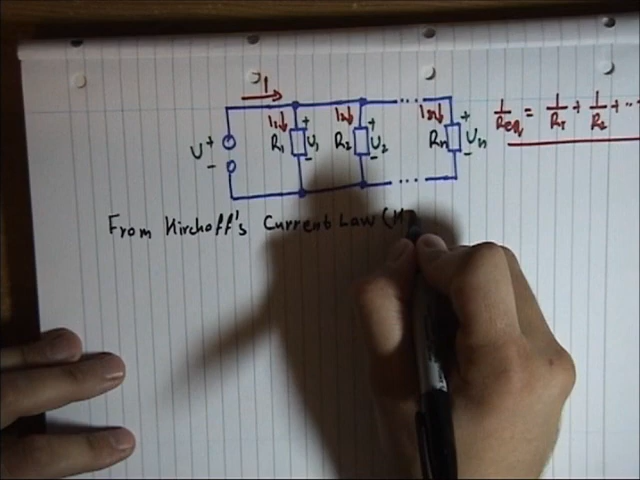 I
I₁ I₂ Iₙ
U + - R₁ + U₁ - R₂ + U₂ - ... Rₙ + Uₙ -
1/Req = 1/R₁ + 1/R₂ + ...
From Kirchoff's Current Law (K